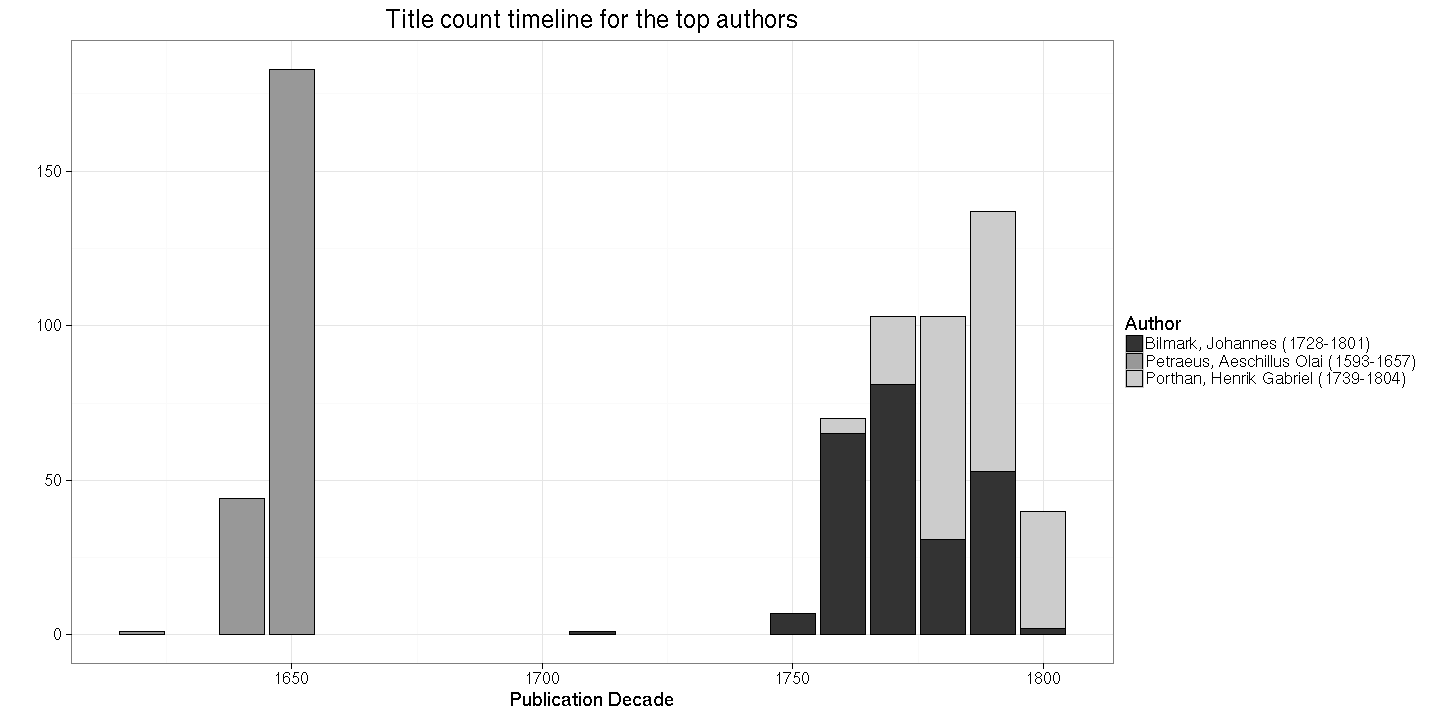 Title count timeline for the top authors
150
100
50
0
1650
1700
1750
1800
Publication Decade
Author
Bilmark, Johannes (1728-1801)
Petraeus, Aeschillus Olai (1593-1657)
Porthan, Henrik Gabriel (1739-1804)